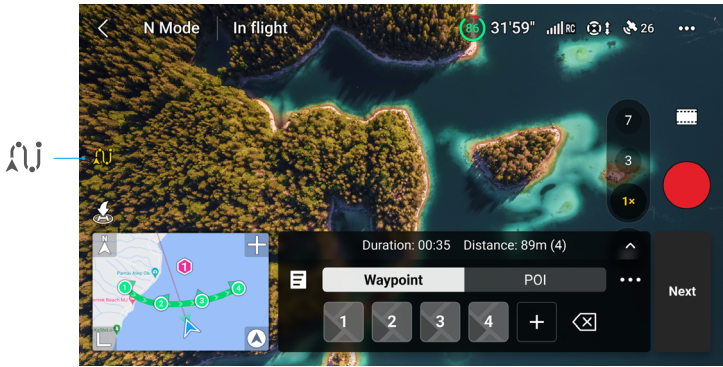 N Mode In flight 86 31'59" RC 26
7
3
1×
Duration: 00:35 Distance: 89m (4)
N
1
1 2 3 4
Waypoint POI
Next
1 2 3 4 +